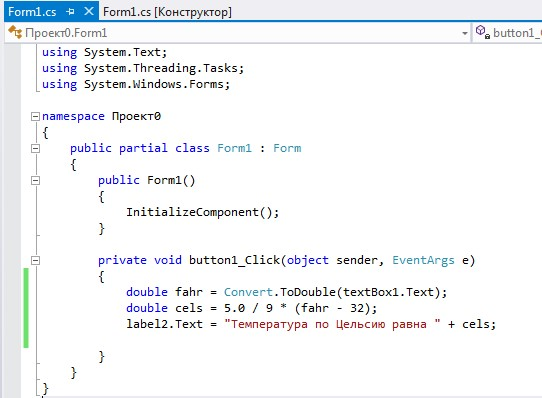 Form1.cs
Form1.cs [Конструктор]
Проект0.Form1
button1_
using System.Text;
using System.Threading.Tasks;
using System.Windows.Forms;
namespace Проект0
{
public partial class Form1 : Form
{
public Form1()
{
InitializeComponent();
}
private void button1_Click(object sender, EventArgs e)
{
double fahr = Convert.ToDouble(textBox1.Text);
double cels = 5.0 / 9 * (fahr - 32);
label2.Text = "Температура по Цельсию равна " + cels;
}
}
}